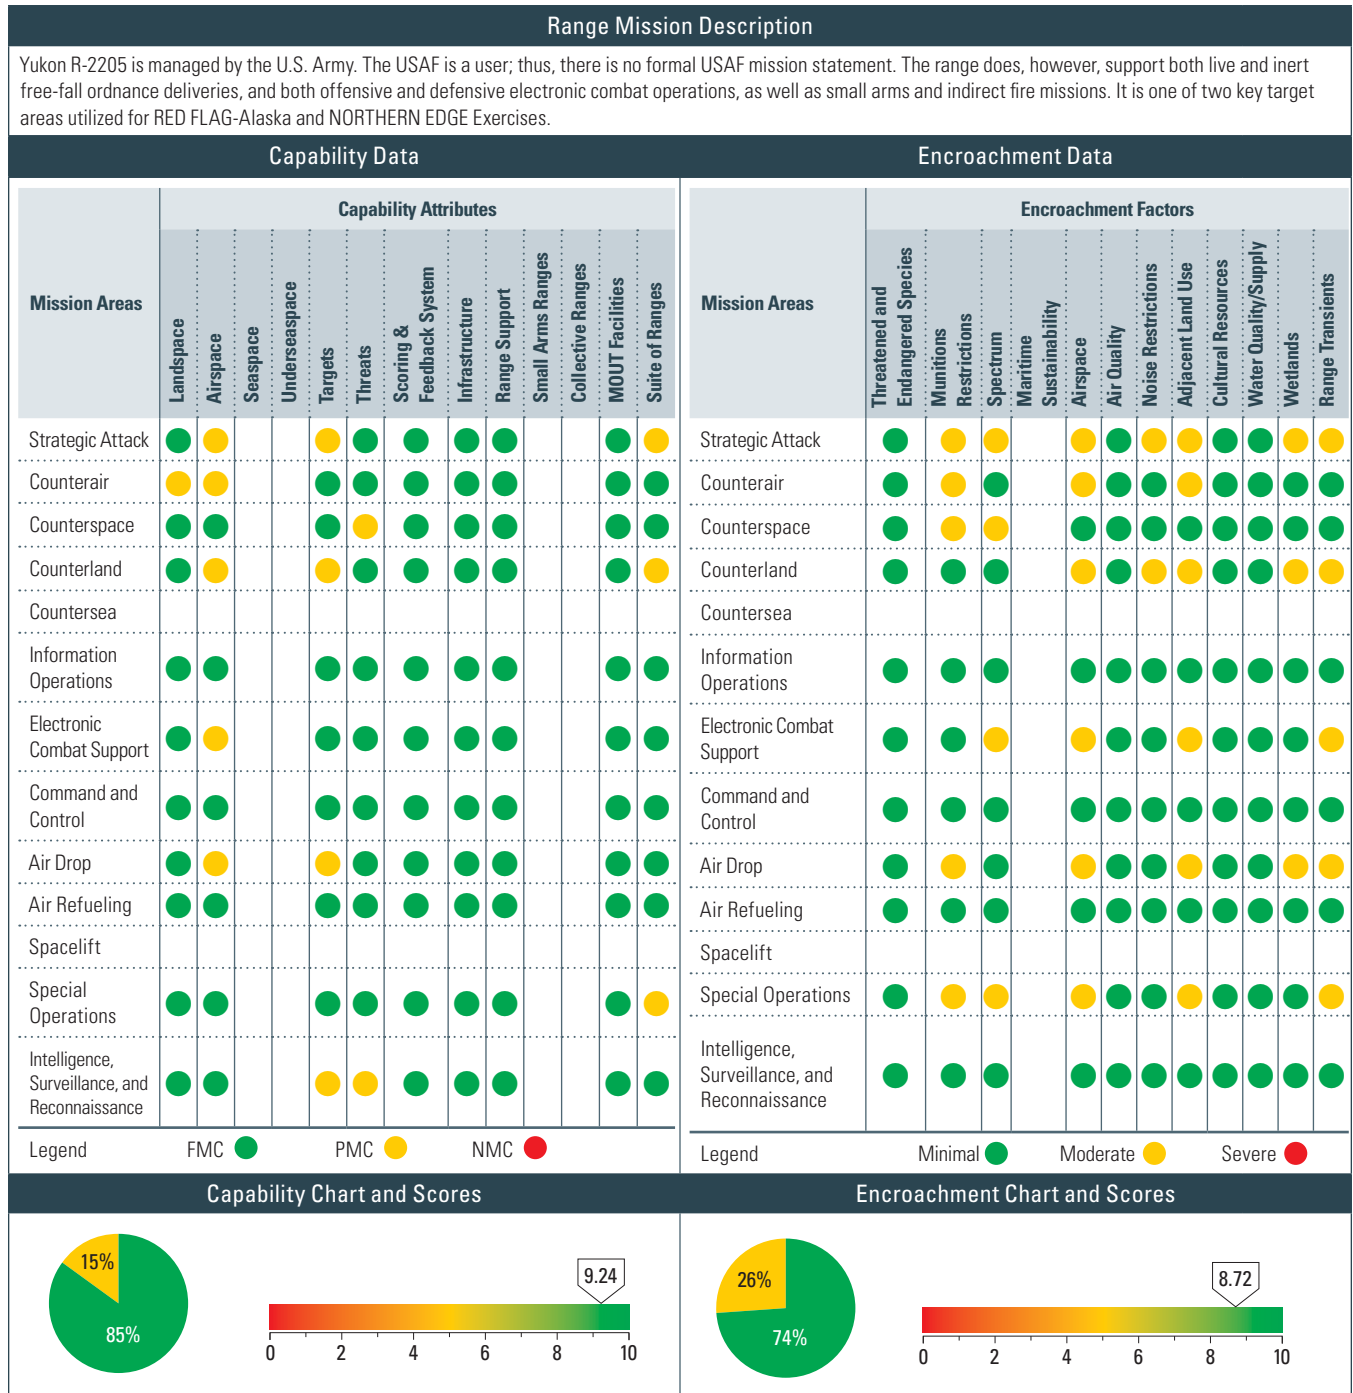 Range Mission Description
Yukon R-2205 is managed by the U.S. Army. The USAF is a user; thus, there is no formal USAF mission statement. The range does, however, support both live and inert
free-fall ordnance deliveries, and both offensive and defensive electronic combat operations, as well as small arms and indirect fire missions. It is one of two key target
areas utilized for RED FLAG-Alaska and NORTHERN EDGE Exercises.
Capability Data
Mission Areas
Capability Attributes
Landspace
Airspace
Seaspace
Underseaspace
Targets
Threats
Scoring &
Feedback System
Infrastructure
Range Support
Small Arms Ranges
Collective Ranges
MOUT Facilities
Suite of Ranges
Strategic Attack
Counterair
Counterspace
Counterland
Countersea
Information
Operations
Electronic
Combat Support
Command and
Control
Air Drop
Air Refueling
Spacelift
Special
Operations
Intelligence,
Surveillance, and
Reconnaissance
Legend FMC PMC NMC
Encroachment Data
Mission Areas
Encroachment Factors
Threatened and
Endangered Species
Munitions
Restrictions
Spectrum
Maritime
Sustainability
Airspace
Air Quality
Noise Restrictions
Adjacent Land Use
Cultural Resources
Water Quality/Supply
Wetlands
Range Transients
Strategic Attack
Counterair
Counterspace
Counterland
Countersea
Information
Operations
Electronic Combat
Support
Command and
Control
Air Drop
Air Refueling
Spacelift
Special Operations
Intelligence,
Surveillance, and
Reconnaissance
Legend Minimal Moderate Severe
Capability Chart and Scores
15%
85%
9.24
0 2 4 6 8 10
Encroachment Chart and Scores
26%
74%
8.72
0 2 4 6 8 10